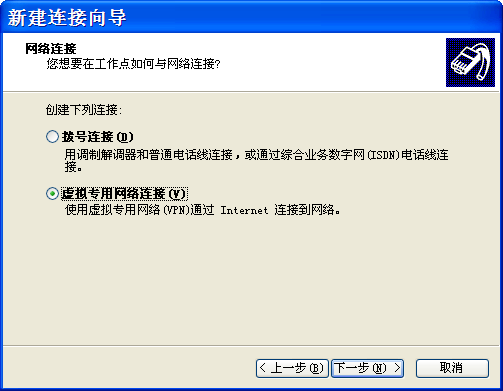 新建连接向导
网络连接
您想要在工作点如何与网络连接?
创建下列连接:
拨号连接(D)
用调制解调器和普通电话线连接，或通过综合业务数字网(ISDN)电话线连
接。
虚拟专用网络连接(V)
使用虚拟专用网络(VPN)通过 Internet 连接到网络。
< 上一步(B) 下一步(N) > 取消